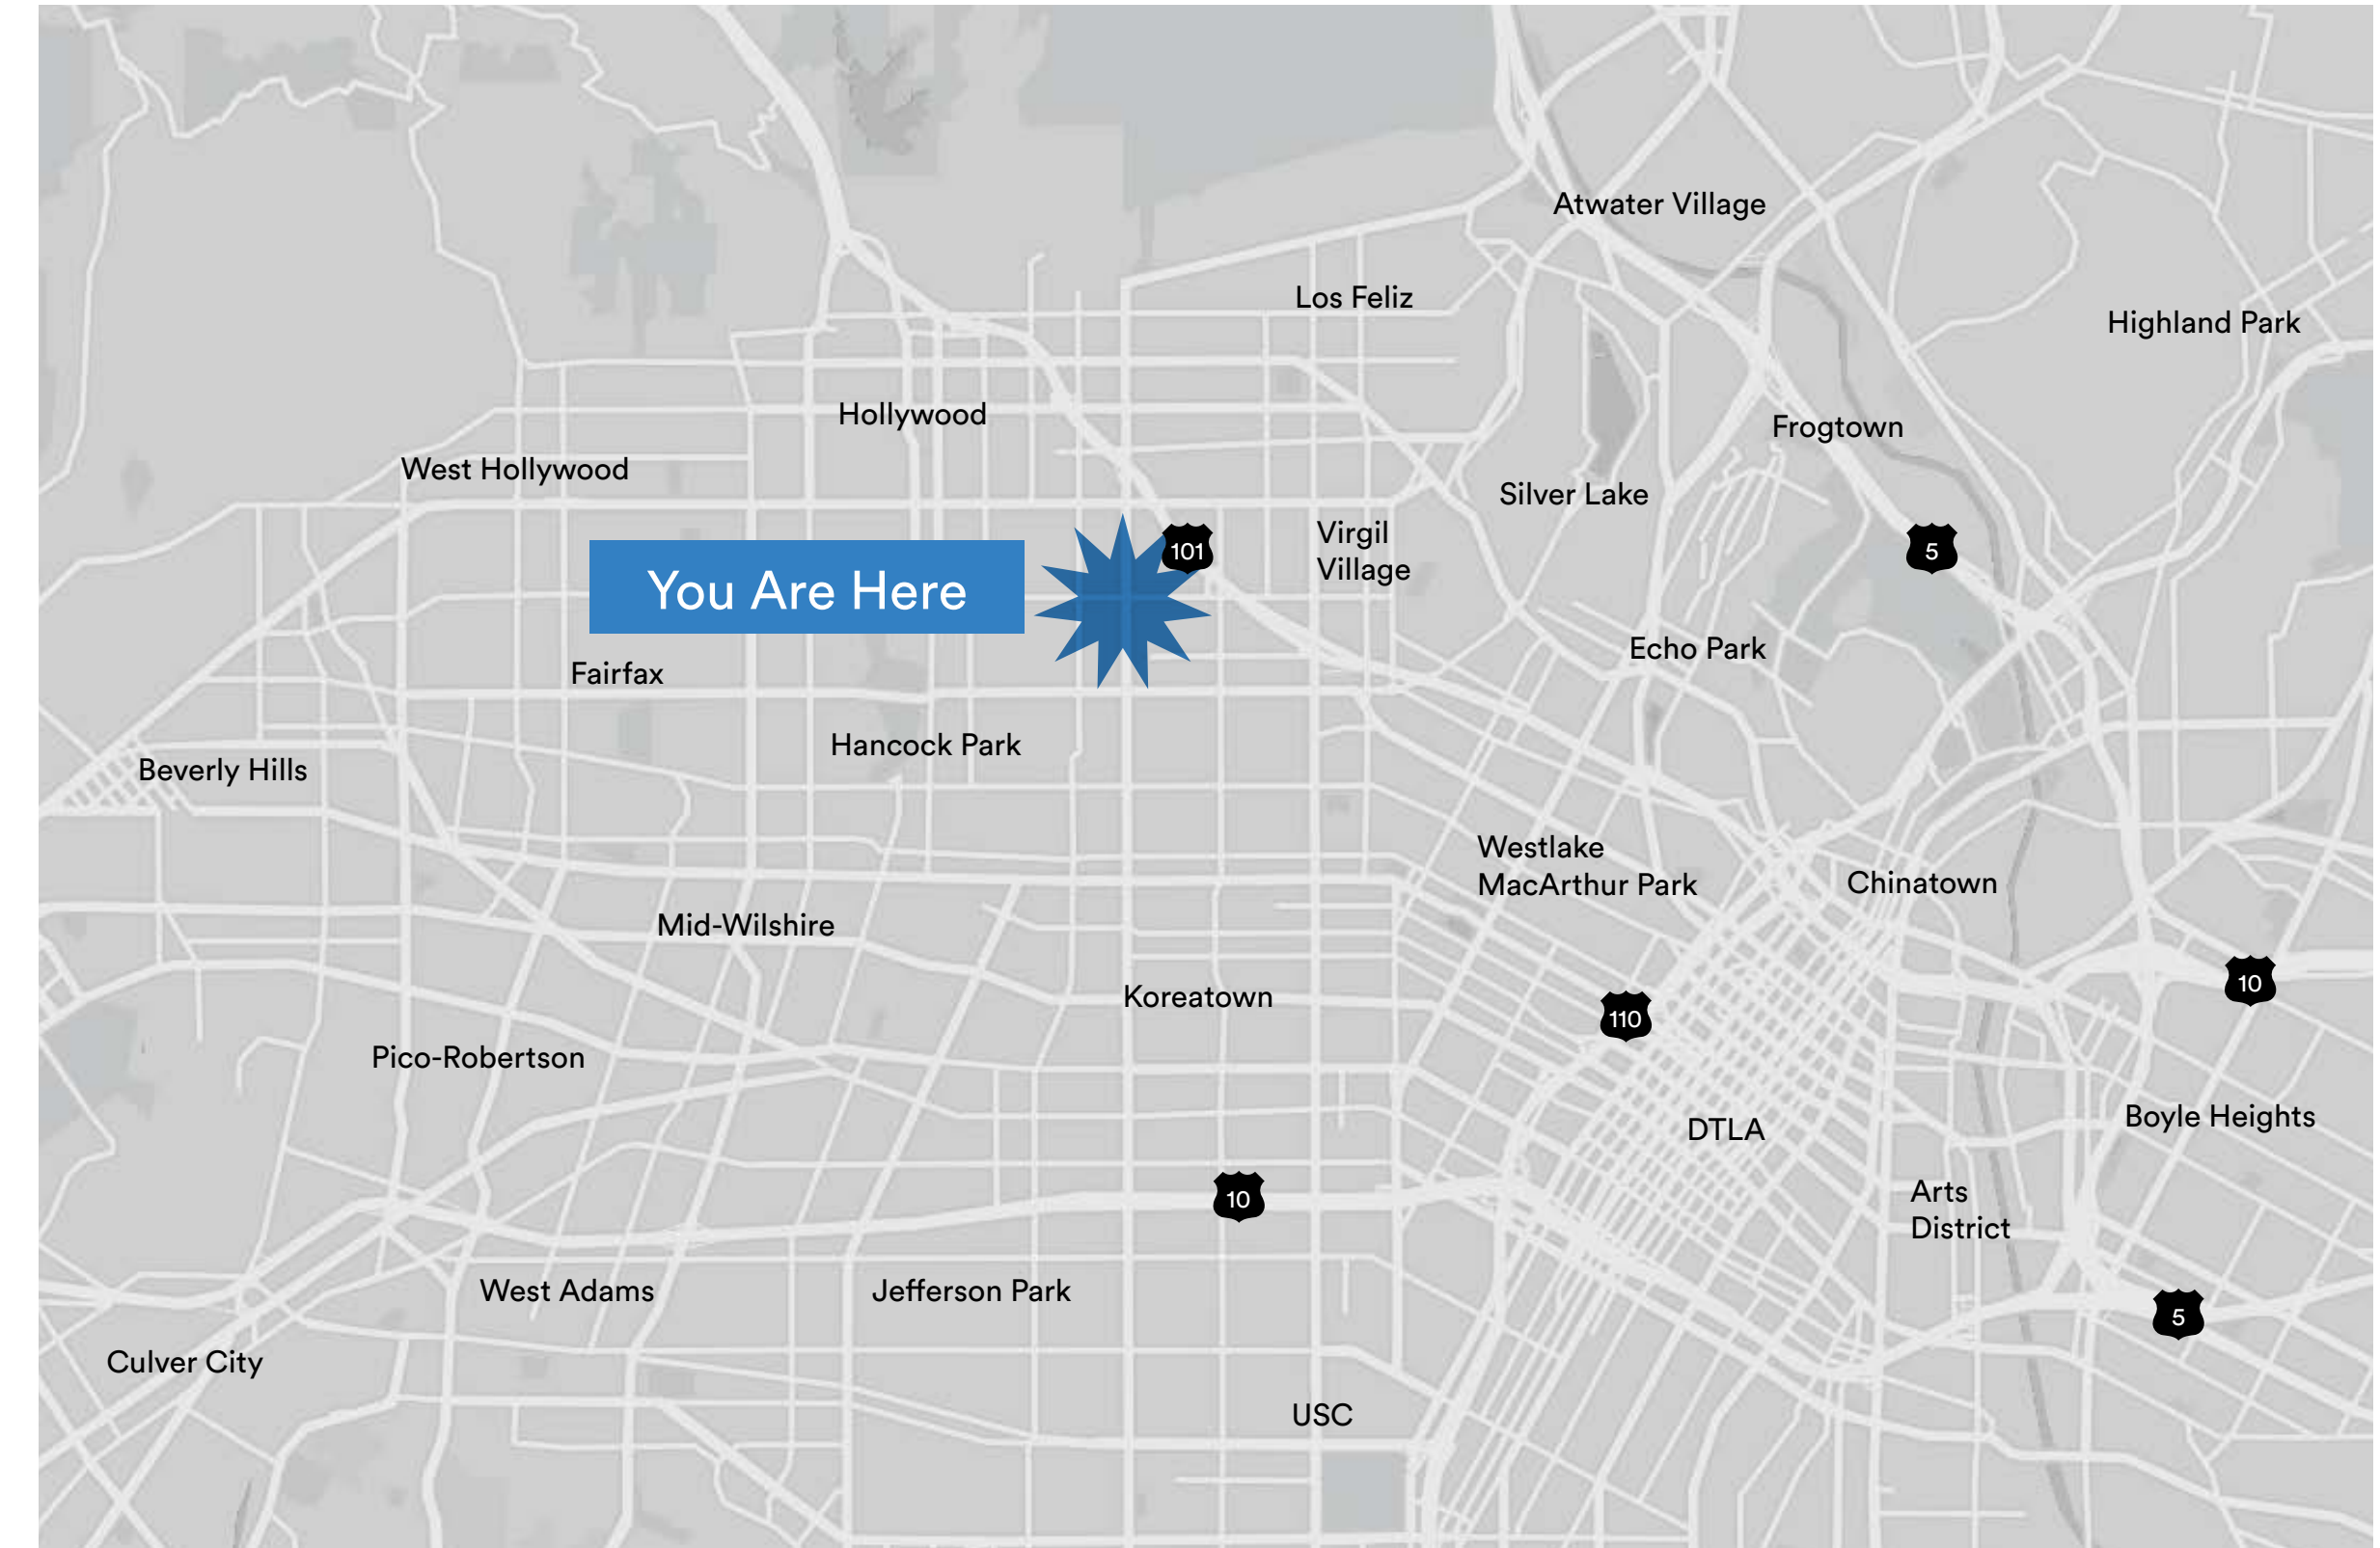 Atwater Village
Los Feliz
Highland Park
Hollywood
Frogtown
West Hollywood
Silver Lake
Virgil
Village
101
5
You Are Here
Echo Park
Fairfax
Hancock Park
Beverly Hills
Westlake
MacArthur Park
Chinatown
Mid-Wilshire
10
Koreatown
110
Pico-Robertson
Boyle Heights
DTLA
10
Arts
District
West Adams
Jefferson Park
5
Culver City
USC